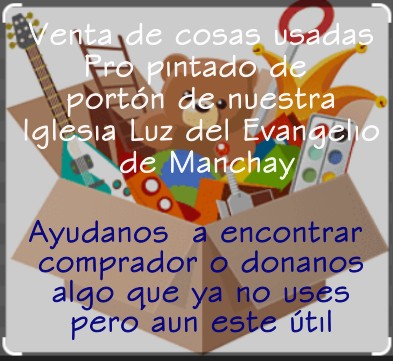 Venta de cosas usadas
Pro pintado de
portón de nuestra
Iglesia Luz del Evangelio
de Manchay
Ayudanos a encontrar
comprador o donanos
algo que ya no uses
pero aun este útil